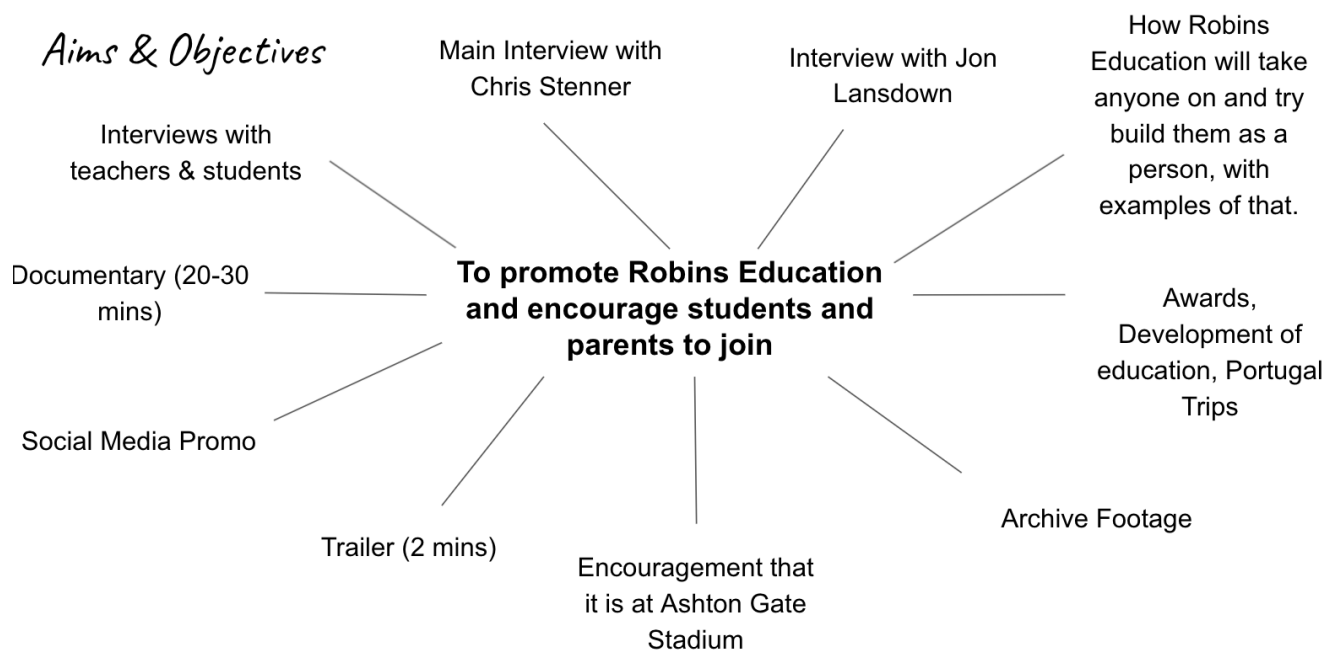 Aims & Objectives
Main Interview with
Chris Stenner
Interview with Jon
Lansdown
How Robins
Education will take
anyone on and try
build them as a
person, with
examples of that.
Interviews with
teachers & students
Documentary (20-30
mins)
To promote Robins Education
and encourage students and
parents to join
Awards,
Development of
education, Portugal
Trips
Social Media Promo
Trailer (2 mins)
Encouragement that
it is at Ashton Gate
Stadium
Archive Footage